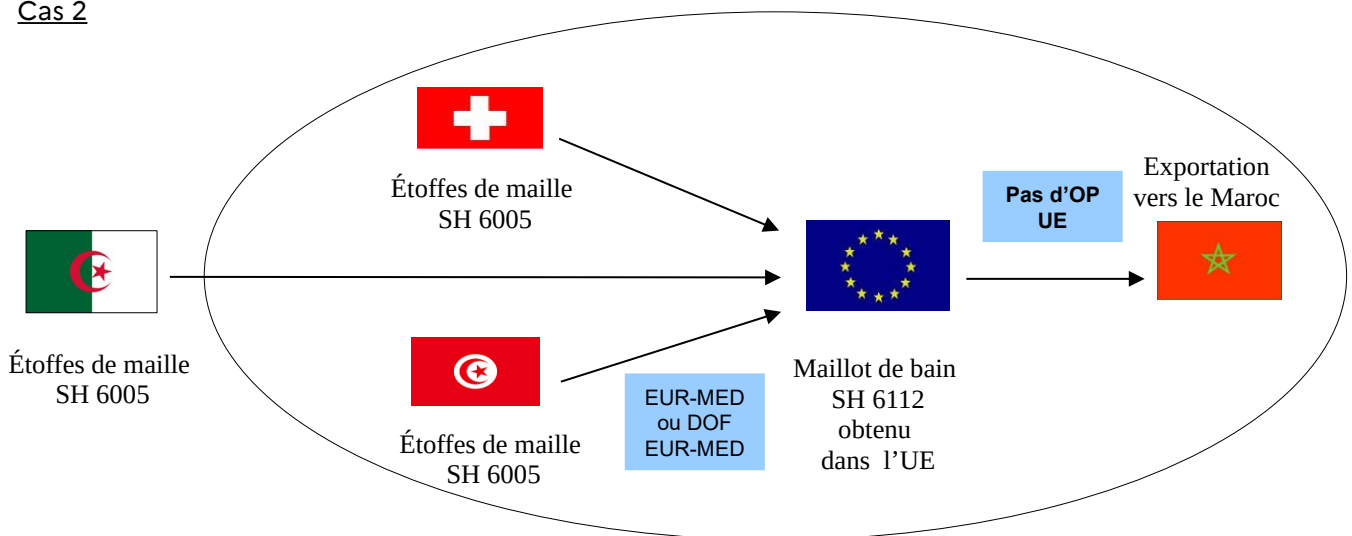 Cas 2
Étoffes de maille
SH 6005
Étoffes de maille
SH 6005
Étoffes de maille
SH 6005
EUR-MED
ou DOF
EUR-MED
Maillot de bain
SH 6112
obtenu
dans l’UE
Pas d’OP
UE
Exportation
vers le Maroc